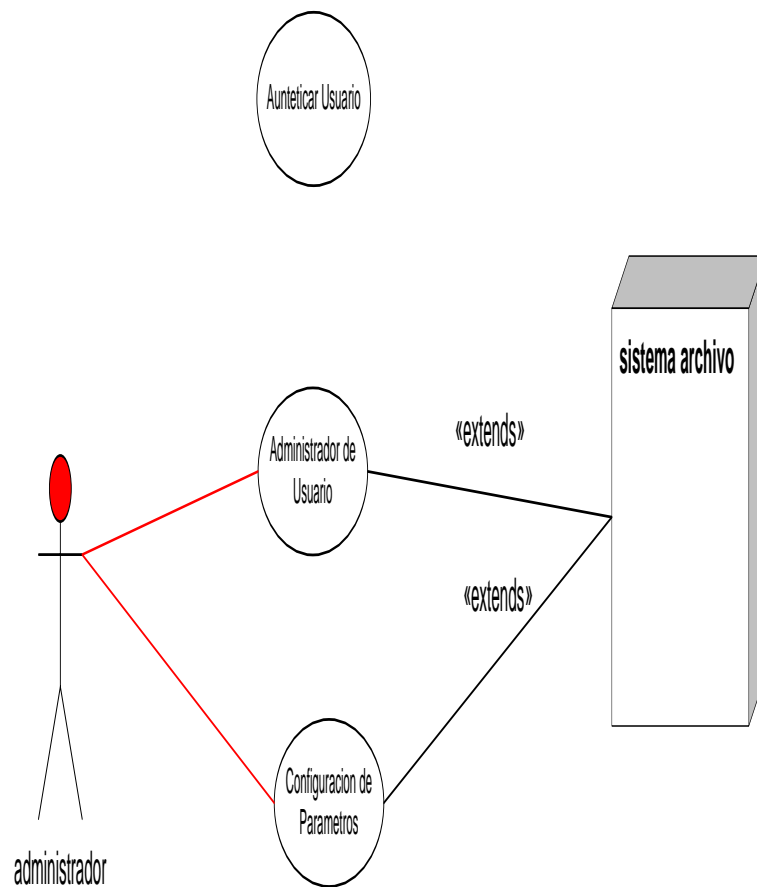 Aunteticar Usuario
sistema archivo
«extends»
Administrador de
Usuario
«extends»
Configuracion de
Parametros
administrador